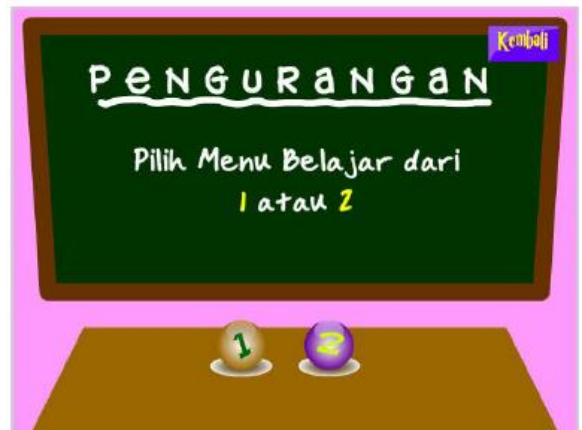 Kembali
PeNGURaNGaN
Pilih Menu Belajar dari
1 atau 2
1
2